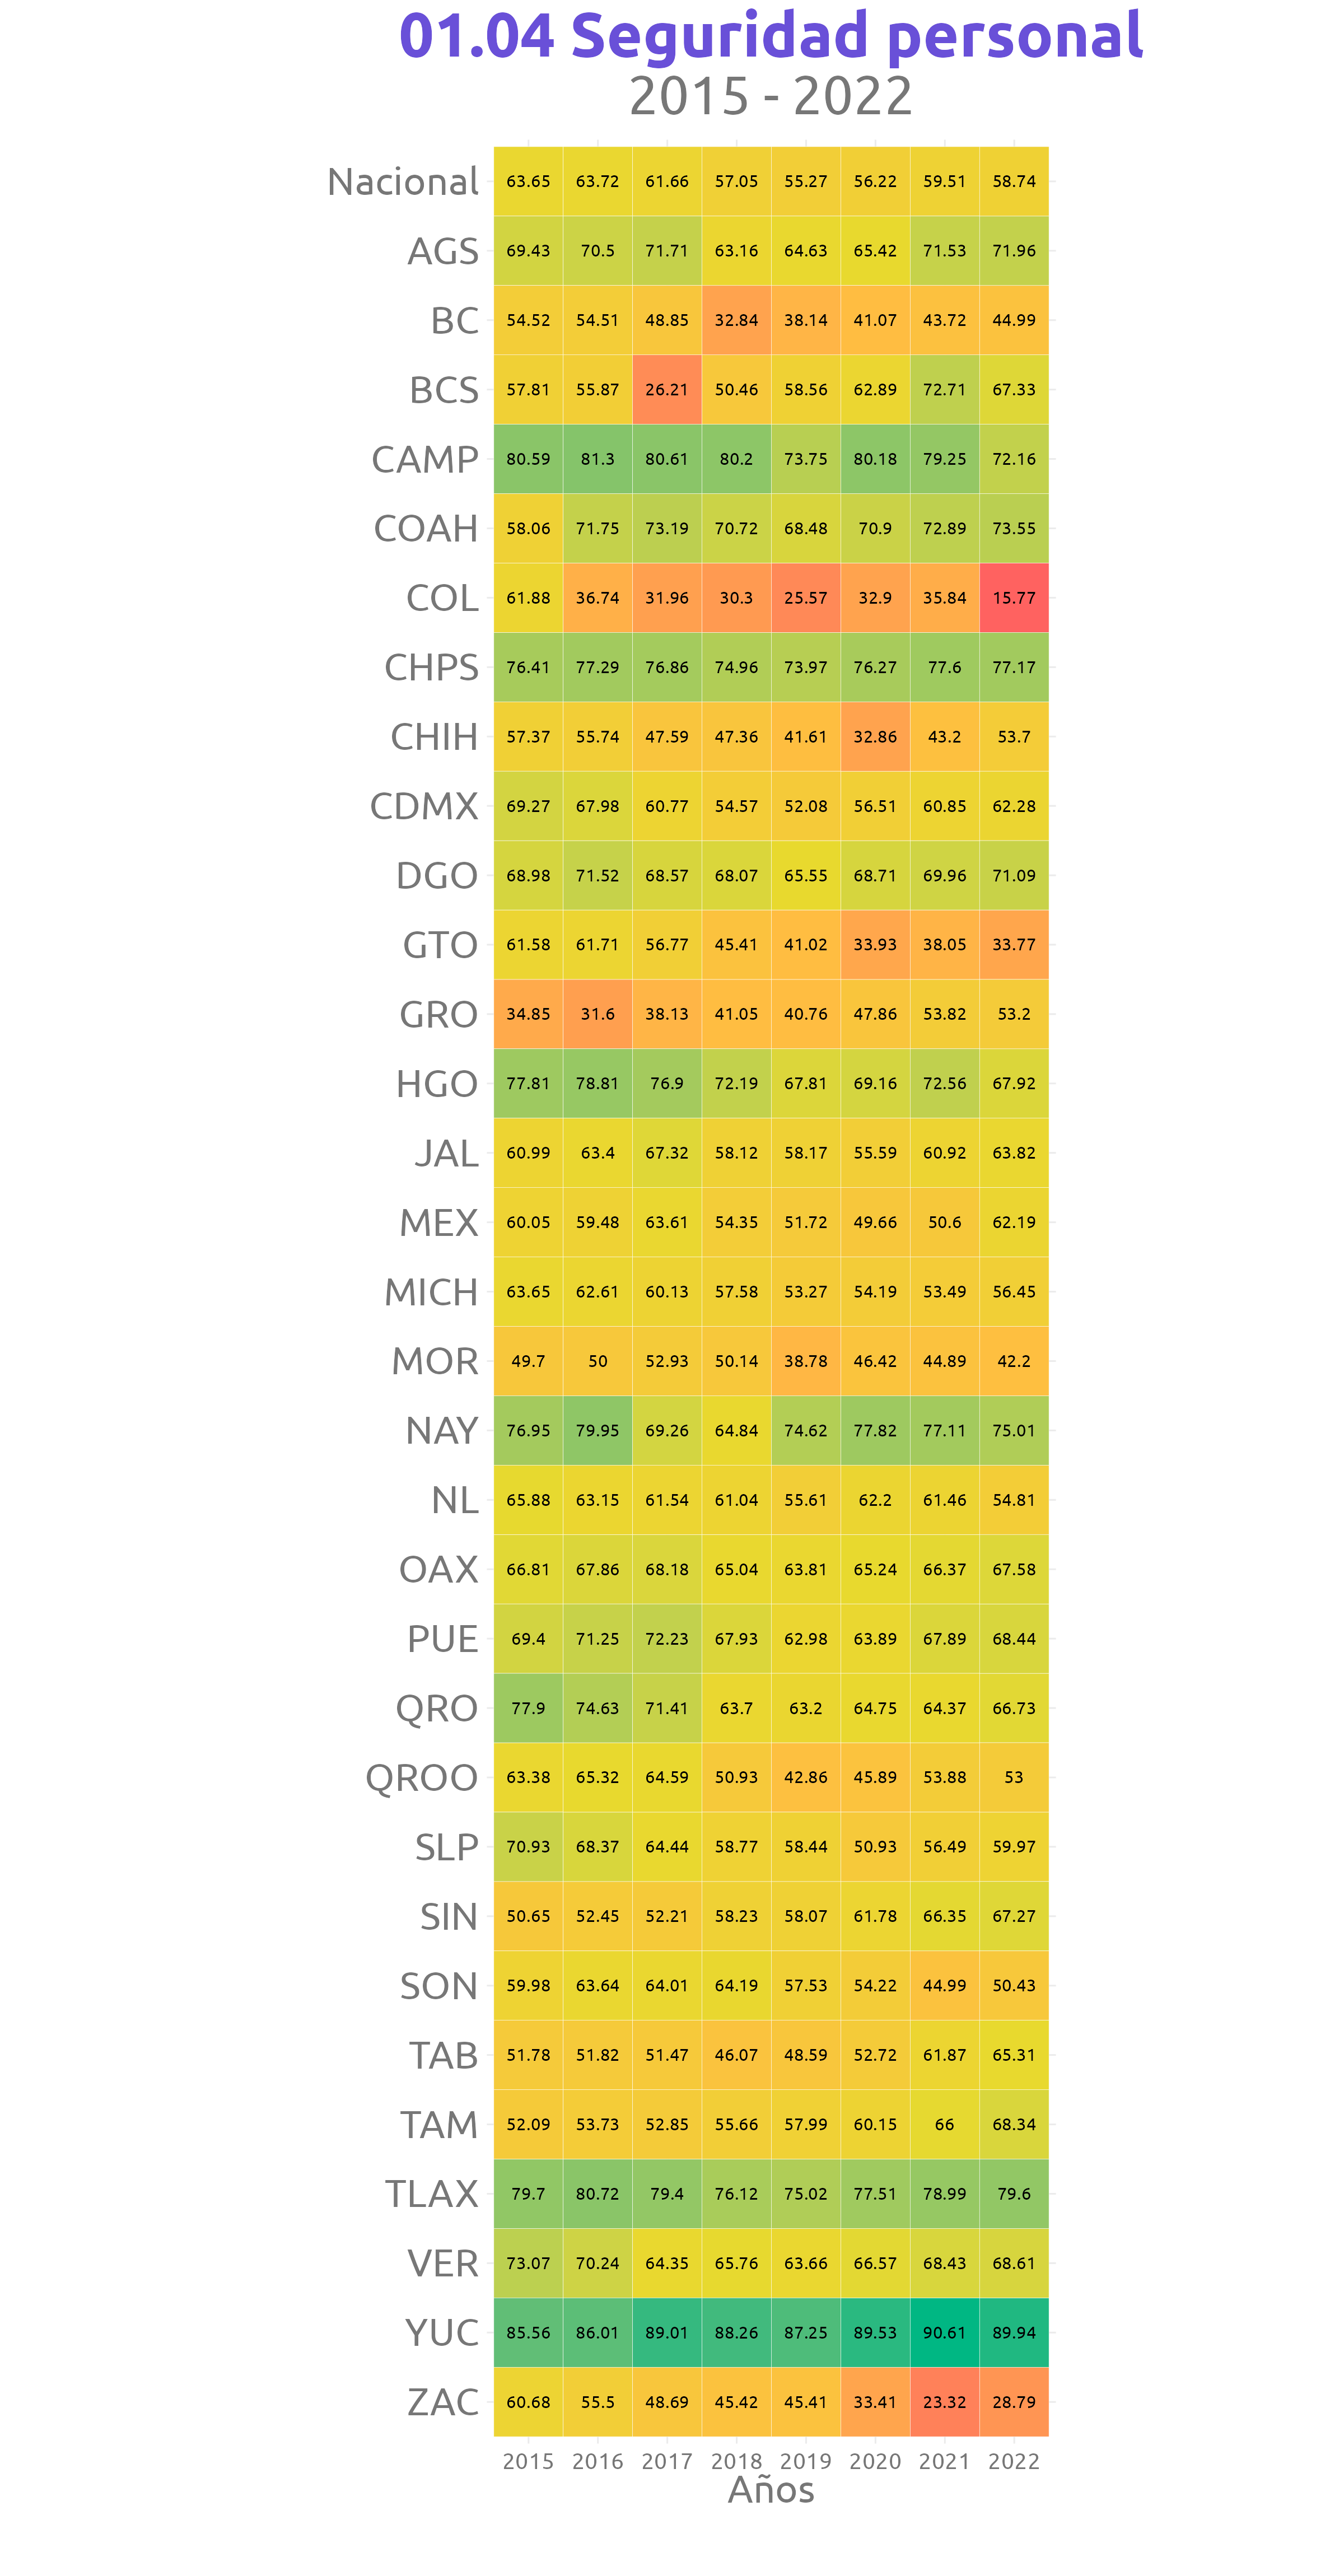 01.04 Seguridad personal
2015 - 2022
Nacional 63.65 63.72 61.66 57.05 55.27 56.22 59.51 58.74
AGS 69.43 70.5 71.71 63.16 64.63 65.42 71.53 71.96
BC 54.52 54.51 48.85 32.84 38.14 41.07 43.72 44.99
BCS 57.81 55.87 26.21 50.46 58.56 62.89 72.71 67.33
CAMP 80.59 81.3 80.61 80.2 73.75 80.18 79.25 72.16
COAH 58.06 71.75 73.19 70.72 68.48 70.9 72.89 73.55
COL 61.88 36.74 31.96 30.3 25.57 32.9 35.84 15.77
CHPS 76.41 77.29 76.86 74.96 73.97 76.27 77.6 77.17
CHIH 57.37 55.74 47.59 47.36 41.61 32.86 43.2 53.7
CDMX 69.27 67.98 60.77 54.57 52.08 56.51 60.85 62.28
DGO 68.98 71.52 68.57 68.07 65.55 68.71 69.96 71.09
GTO 61.58 61.71 56.77 45.41 41.02 33.93 38.05 33.77
GRO 34.85 31.6 38.13 41.05 40.76 47.86 53.82 53.2
HGO 77.81 78.81 76.9 72.19 67.81 69.16 72.56 67.92
JAL 60.99 63.4 67.32 58.12 58.17 55.59 60.92 63.82
MEX 60.05 59.48 63.61 54.35 51.72 49.66 50.6 62.19
MICH 63.65 62.61 60.13 57.58 53.27 54.19 53.49 56.45
MOR 49.7 50 52.93 50.14 38.78 46.42 44.89 42.2
NAY 76.95 79.95 69.26 64.84 74.62 77.82 77.11 75.01
NL 65.88 63.15 61.54 61.04 55.61 62.2 61.46 54.81
OAX 66.81 67.86 68.18 65.04 63.81 65.24 66.37 67.58
PUE 69.4 71.25 72.23 67.93 62.98 63.89 67.89 68.44
QRO 77.9 74.63 71.41 63.7 63.2 64.75 64.37 66.73
QROO 63.38 65.32 64.59 50.93 42.86 45.89 53.88 53
SLP 70.93 68.37 64.44 58.77 58.44 50.93 56.49 59.97
SIN 50.65 52.45 52.21 58.23 58.07 61.78 66.35 67.27
SON 59.98 63.64 64.01 64.19 57.53 54.22 44.99 50.43
TAB 51.78 51.82 51.47 46.07 48.59 52.72 61.87 65.31
TAM 52.09 53.73 52.85 55.66 57.99 60.15 66 68.34
TLAX 79.7 80.72 79.4 76.12 75.02 77.51 78.99 79.6
VER 73.07 70.24 64.35 65.76 63.66 66.57 68.43 68.61
YUC 85.56 86.01 89.01 88.26 87.25 89.53 90.61 89.94
ZAC 60.68 55.5 48.69 45.42 45.41 33.41 23.32 28.79
2015 2016 2017 2018 2019 2020 2021 2022
Años